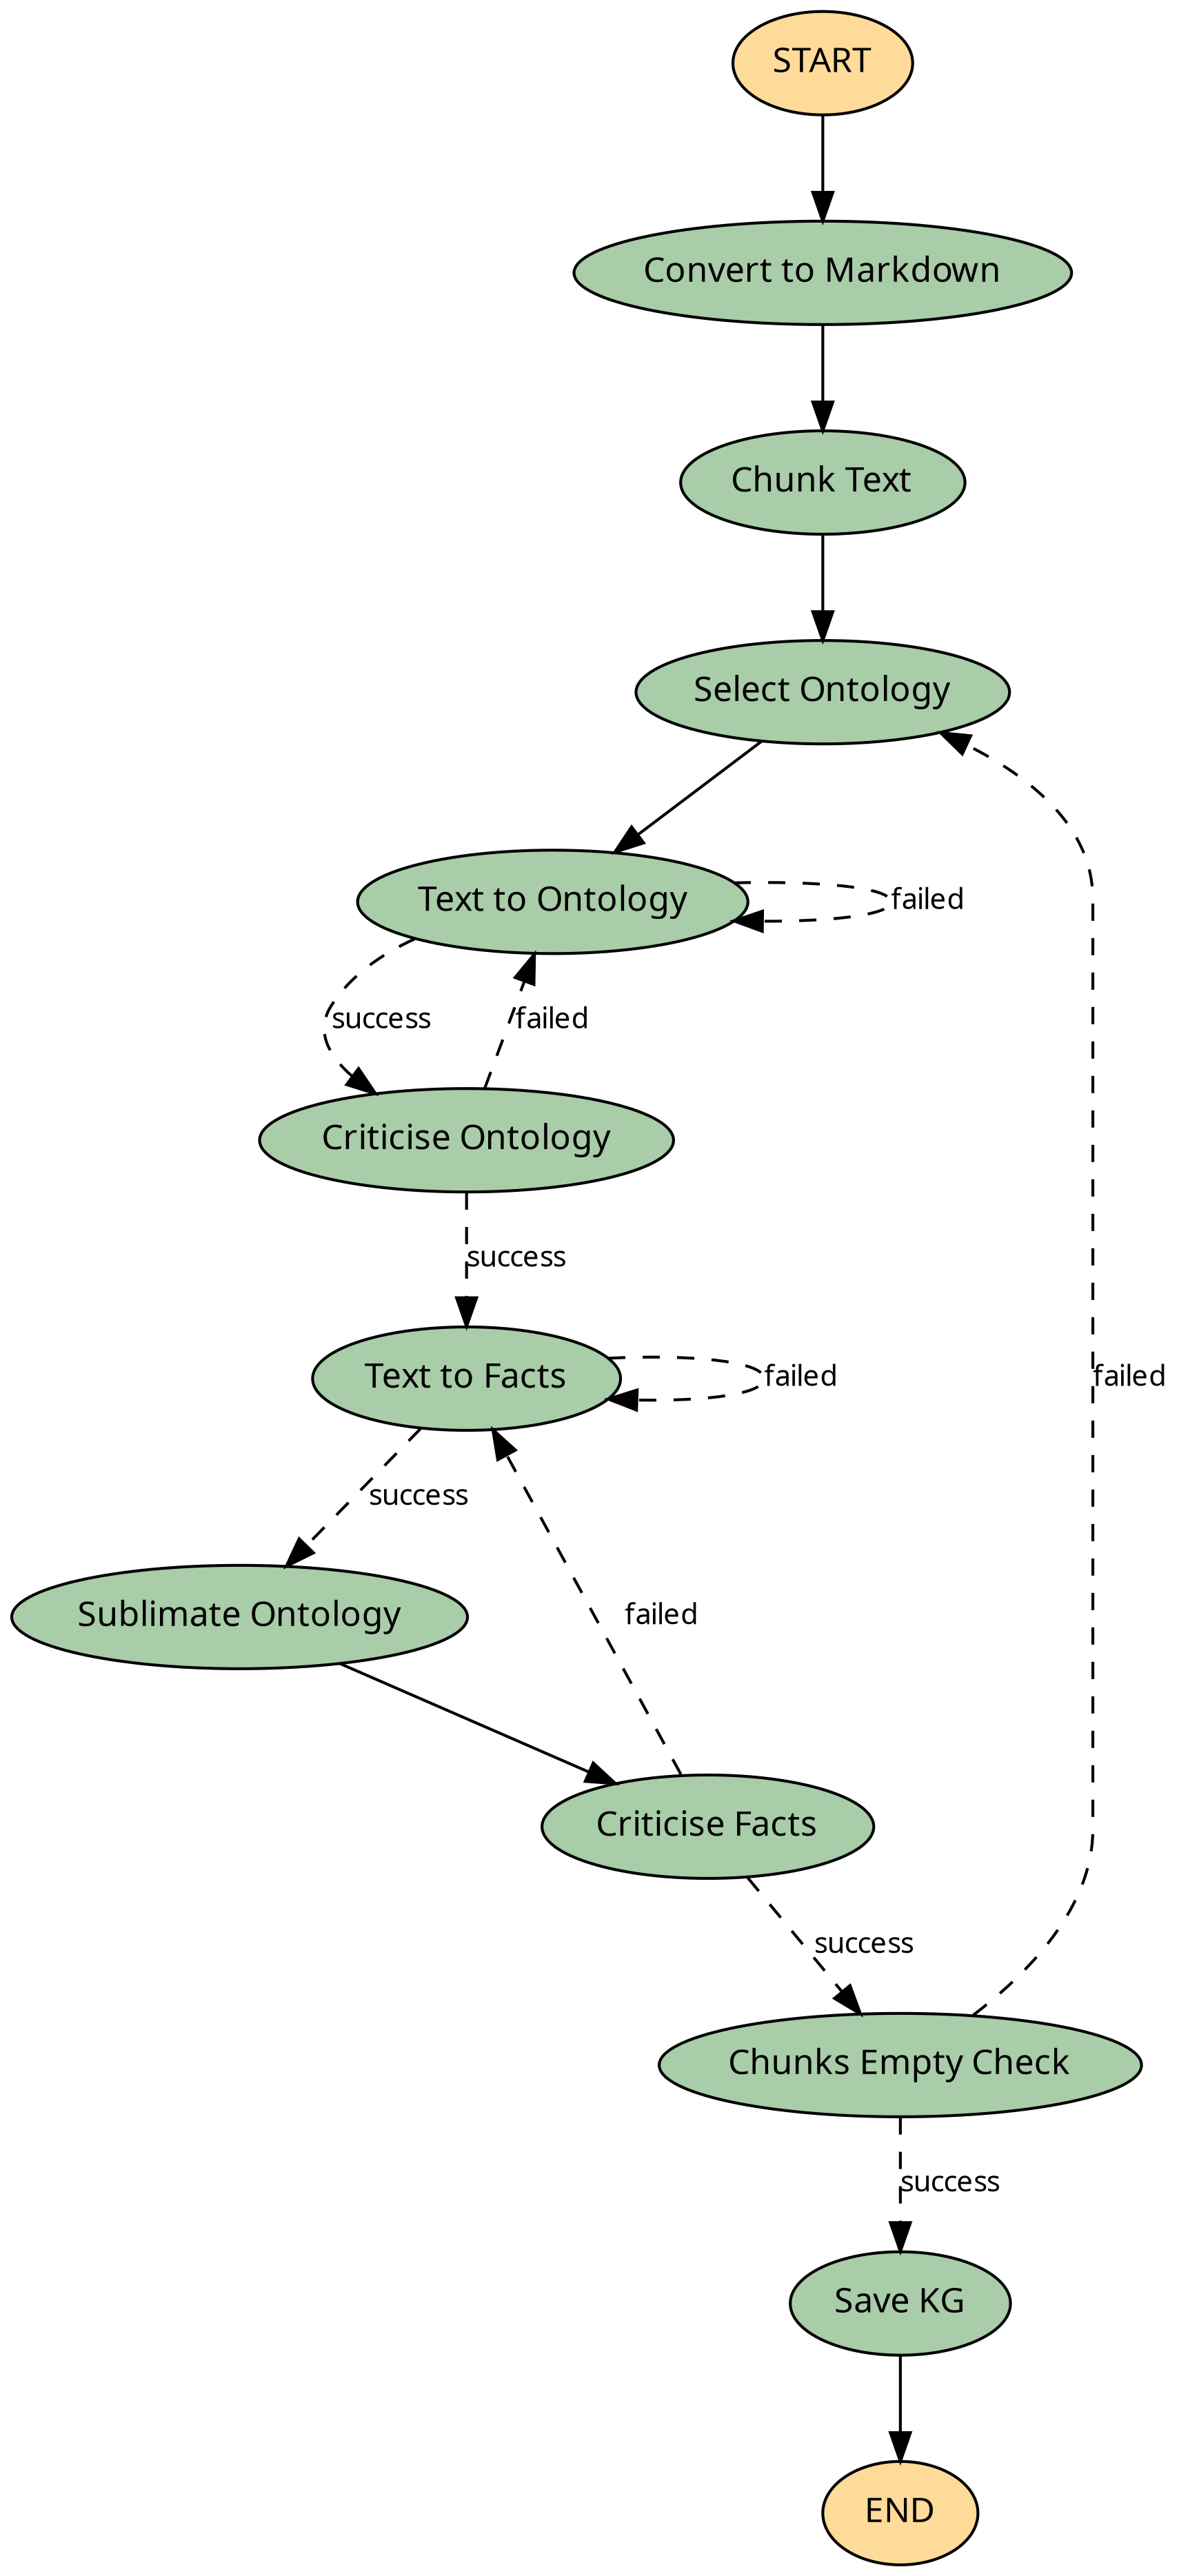 START
Convert to Markdown
Chunk Text
Select Ontology
Text to Ontology
failed
success
failed
Criticise Ontology
success
Text to Facts
failed
failed
success
Sublimate Ontology
failed
Criticise Facts
success
Chunks Empty Check
success
Save KG
END